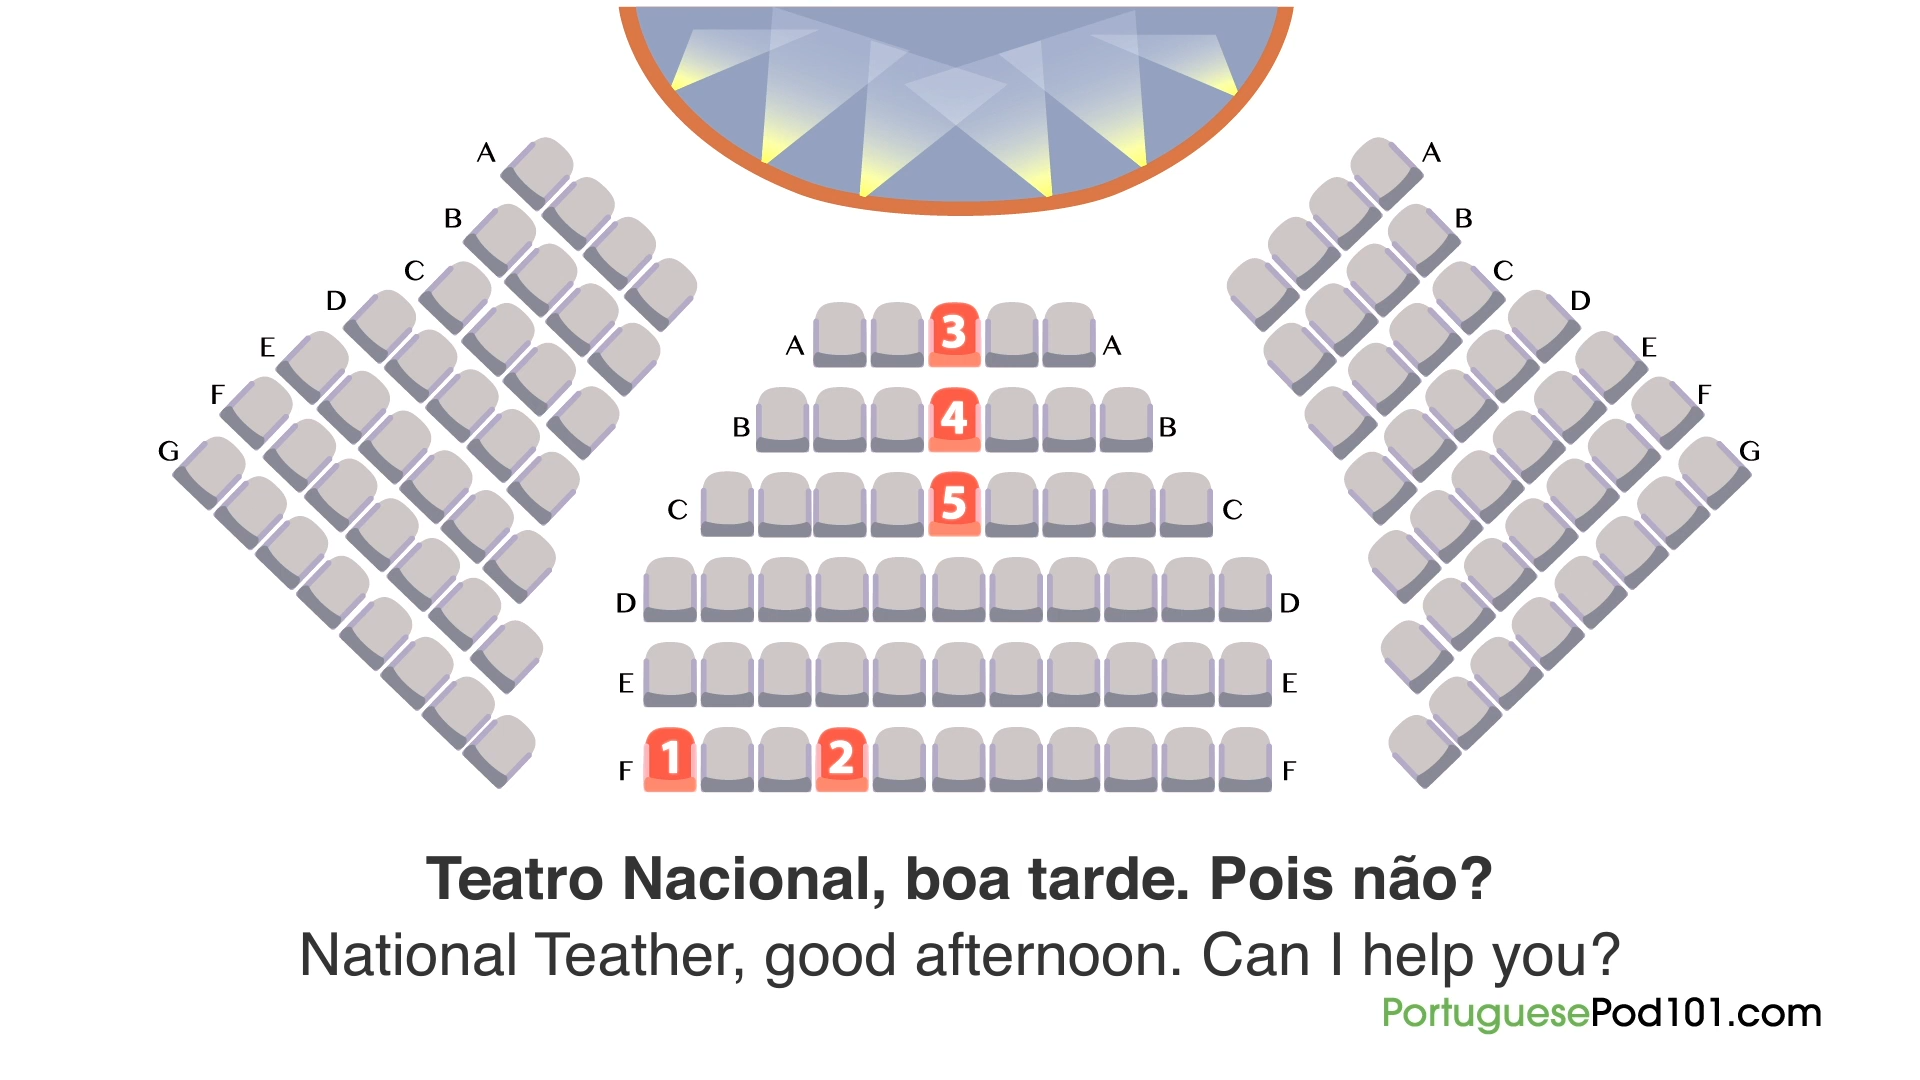 A A
B B
C C
D D
E E
F F
G G
A 3 A
B 4 B
C 5 C
D D
E E
F 1 2 F
Teatro Nacional, boa tarde. Pois não?
National Teather, good afternoon. Can I help you?
PortuguesePod101.com